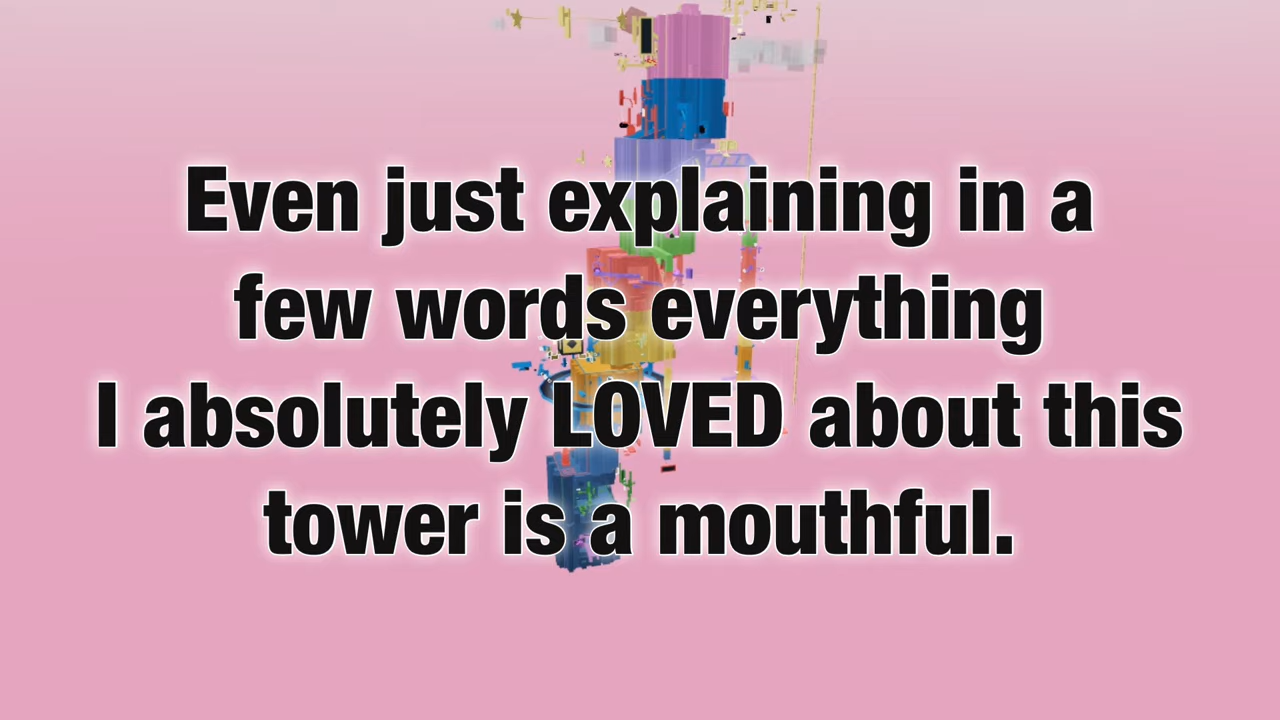 Even just explaining in a
few words everything
I absolutely LOVED about this
tower is a mouthful.